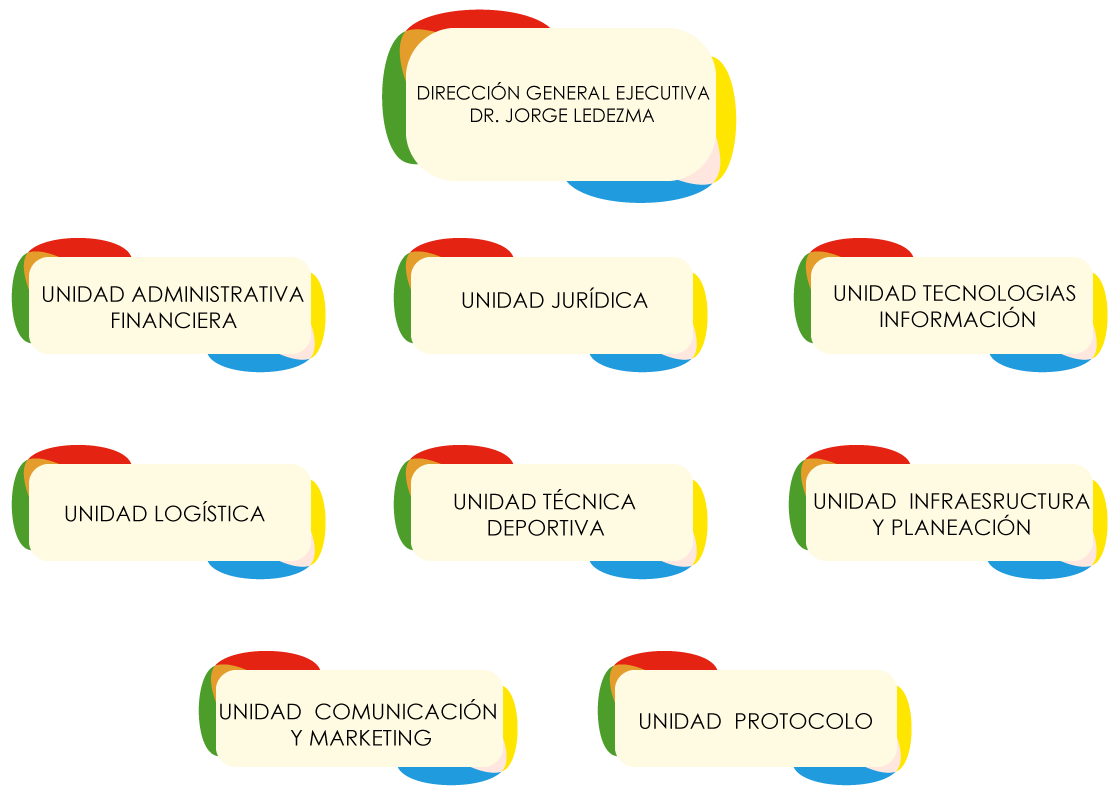 DIRECCIÓN GENERAL EJECUTIVA
DR. JORGE LEDEZMA
UNIDAD ADMINISTRATIVA
FINANCIERA
UNIDAD JURÍDICA
UNIDAD TECNOLOGIAS
INFORMACIÓN
UNIDAD LOGÍSTICA
UNIDAD TÉCNICA
DEPORTIVA
UNIDAD INFRAESRUCTURA
Y PLANEACIÓN
UNIDAD COMUNICACIÓN
Y MARKETING
UNIDAD PROTOCOLO